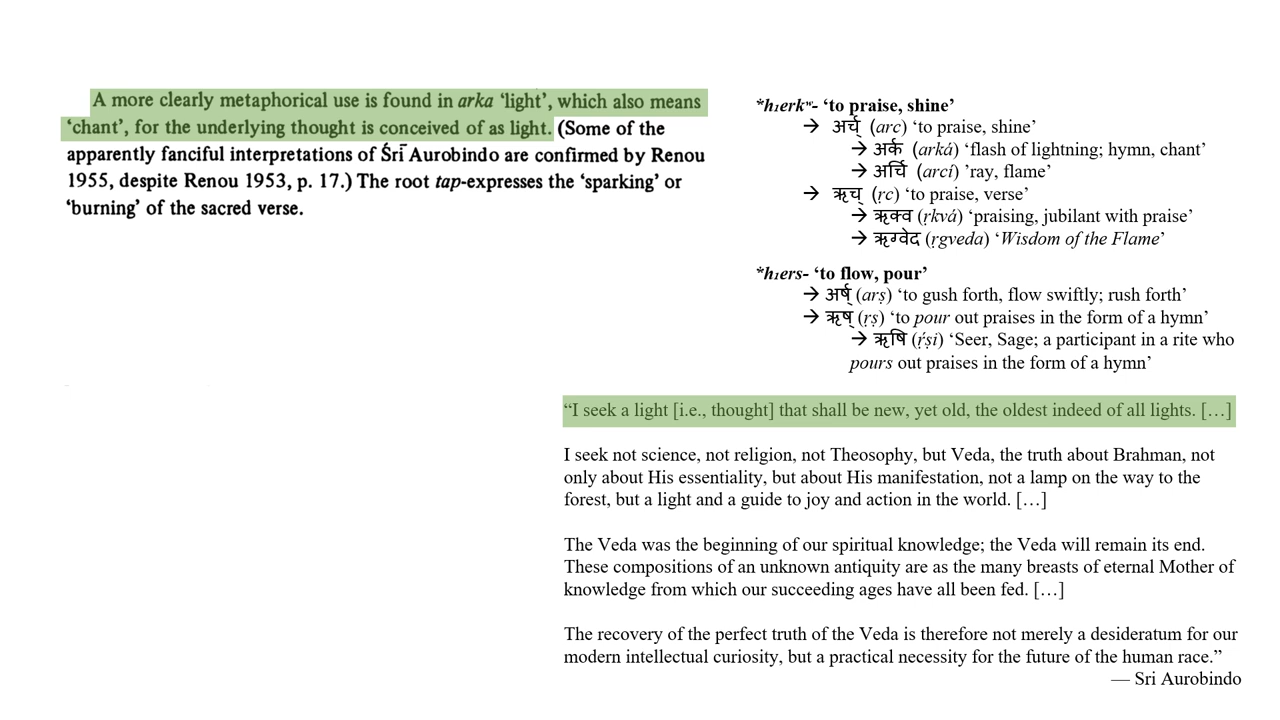 A more clearly metaphorical use is found in arka ‘light’, which also means
‘chant’, for the underlying thought is conceived of as light. (Some of the
apparently fanciful interpretations of Śrī Aurobindo are confirmed by Renou
1955, despite Renou 1953, p. 17.) The root tap-expresses the ‘sparking’ or
‘burning’ of the sacred verse.
*h₁erkʷ- ‘to praise, shine’
→ अर्च् (arc) ‘to praise, shine’
→ अर्क (arká) ‘flash of lightning; hymn, chant’
→ अर्चि (arcí) ’ray, flame’
→ ऋच् (ṛc) ‘to praise, verse’
→ ऋक्व (ṛkvá) ‘praising, jubilant with praise’
→ ऋग्वेद (ṛgveda) ‘Wisdom of the Flame’
*h₁ers- ‘to flow, pour’
→ अर्ष् (arṣ) ‘to gush forth, flow swiftly; rush forth’
→ ऋष् (ṛṣ) ‘to pour out praises in the form of a hymn’
→ ऋषि (ṛ́ṣi) ‘Seer, Sage; a participant in a rite who
pours out praises in the form of a hymn’
“I seek a light [i.e., thought] that shall be new, yet old, the oldest indeed of all lights. […]
I seek not science, not religion, not Theosophy, but Veda, the truth about Brahman, not
only about His essentiality, but about His manifestation, not a lamp on the way to the
forest, but a light and a guide to joy and action in the world. […]
The Veda was the beginning of our spiritual knowledge; the Veda will remain its end.
These compositions of an unknown antiquity are as the many breasts of eternal Mother of
knowledge from which our succeeding ages have all been fed. […]
The recovery of the perfect truth of the Veda is therefore not merely a desideratum for our
modern intellectual curiosity, but a practical necessity for the future of the human race.”
— Sri Aurobindo